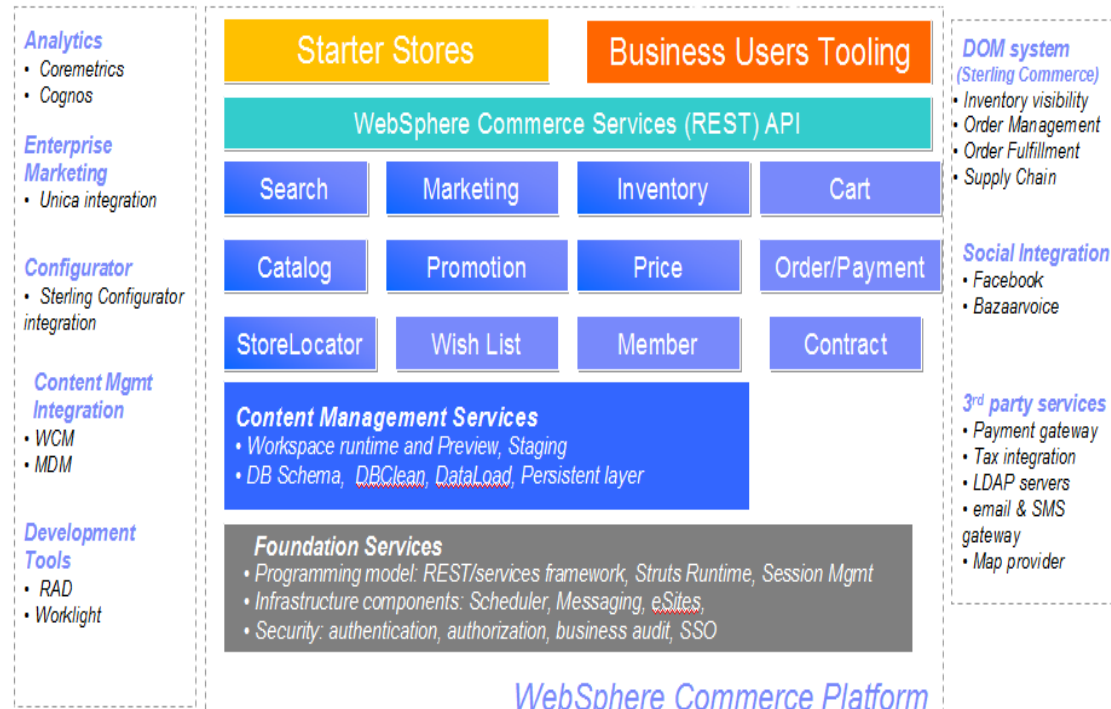 Analytics
• Coremetrics
• Cognos
Enterprise
Marketing
• Unica integration
Configurator
• Sterling Configurator
integration
Content Mgmt
Integration
• WCM
• MDM
Development
Tools
• RAD
• Worklight
Starter Stores
Business Users Tooling
WebSphere Commerce Services (REST) API
Search
Marketing
Inventory
Cart
Catalog
Promotion
Price
Order/Payment
StoreLocator
Wish List
Member
Contract
Content Management Services
• Workspace runtime and Preview, Staging
• DB Schema, DBClean, DataLoad, Persistent layer
Foundation Services
• Programming model: REST/services framework, Struts Runtime, Session Mgmt
• Infrastructure components: Scheduler, Messaging, eSites,
• Security: authentication, authorization, business audit, SSO
WebSphere Commerce Platform
DOM system
(Sterling Commerce)
• Inventory visibility
• Order Management
• Order Fulfillment
• Supply Chain
Social Integration
• Facebook
• Bazaarvoice
3rd party services
• Payment gateway
• Tax integration
• LDAP servers
• email & SMS
gateway
• Map provider